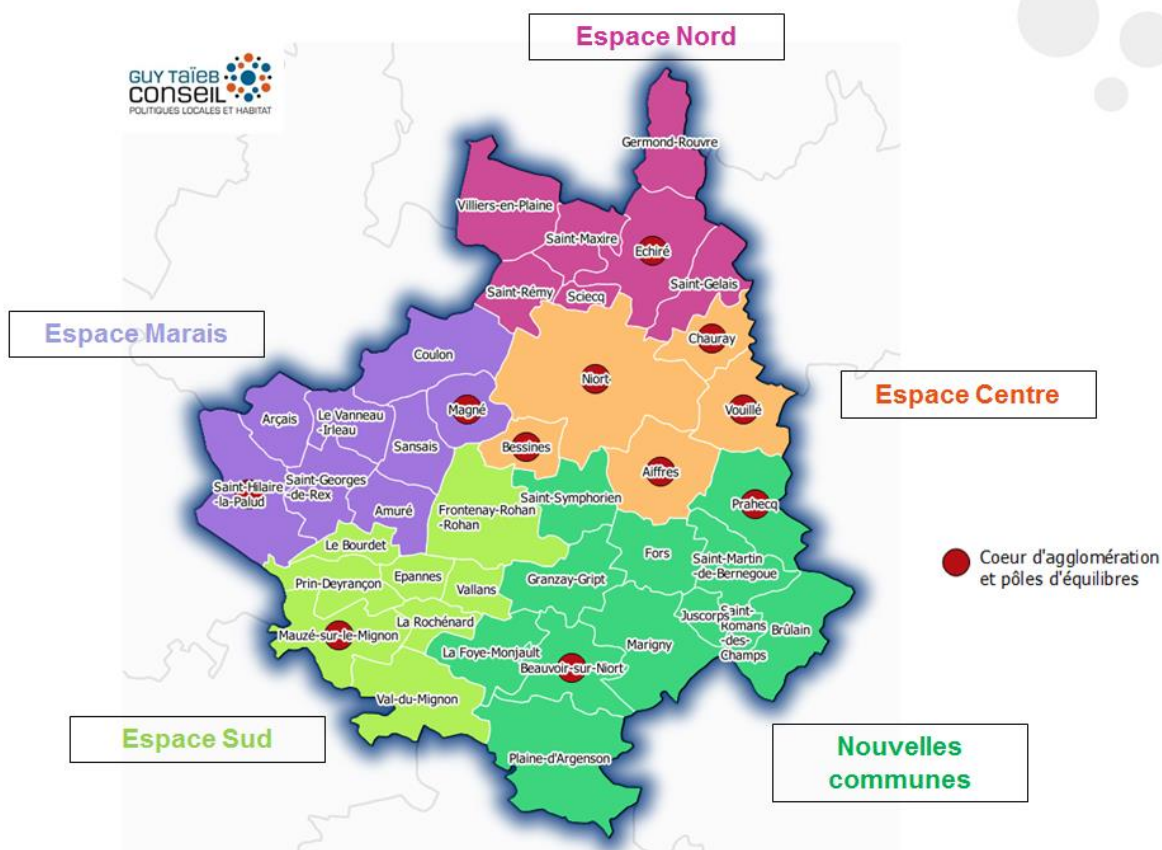 Espace Nord
GUY TAÏEB
CONSEIL
POLITIQUES LOCALES ET HABITAT
Germond-Rouvre
Villiers-en-Plaine
Saint-Maxire
Echiré
Saint-Rémy
Sciecq
Saint-Gelais
Espace Marais
Coulon
Chauray
Niort
Espace Centre
Arçais
Le Vanneau
-Irleau
Magné
Vouillé
Sansais
Bessines
Aiffres
Saint-Hilaire
-la-Palud
Saint-Georges
-de-Rex
Amuré
Frontenay-Rohan
-Rohan
Saint-Symphorien
Prahecq
Le Bourdet
Fors
Saint-Martin
-de-Bernegoue
Prin-Deyrançon
Epannes
Vallans
Granzay-Gript
Coeur d'agglomération
et pôles d'équilibres
La Rochénard
Juscorps
Saint-
Romans
-des-
Champs
Brûlain
Mauzé-sur-le-Mignon
La Foye-Monjault
Marigny
Beauvoir-sur-Niort
Val-du-Mignon
Espace Sud
Plaine-d'Argenson
Nouvelles
communes